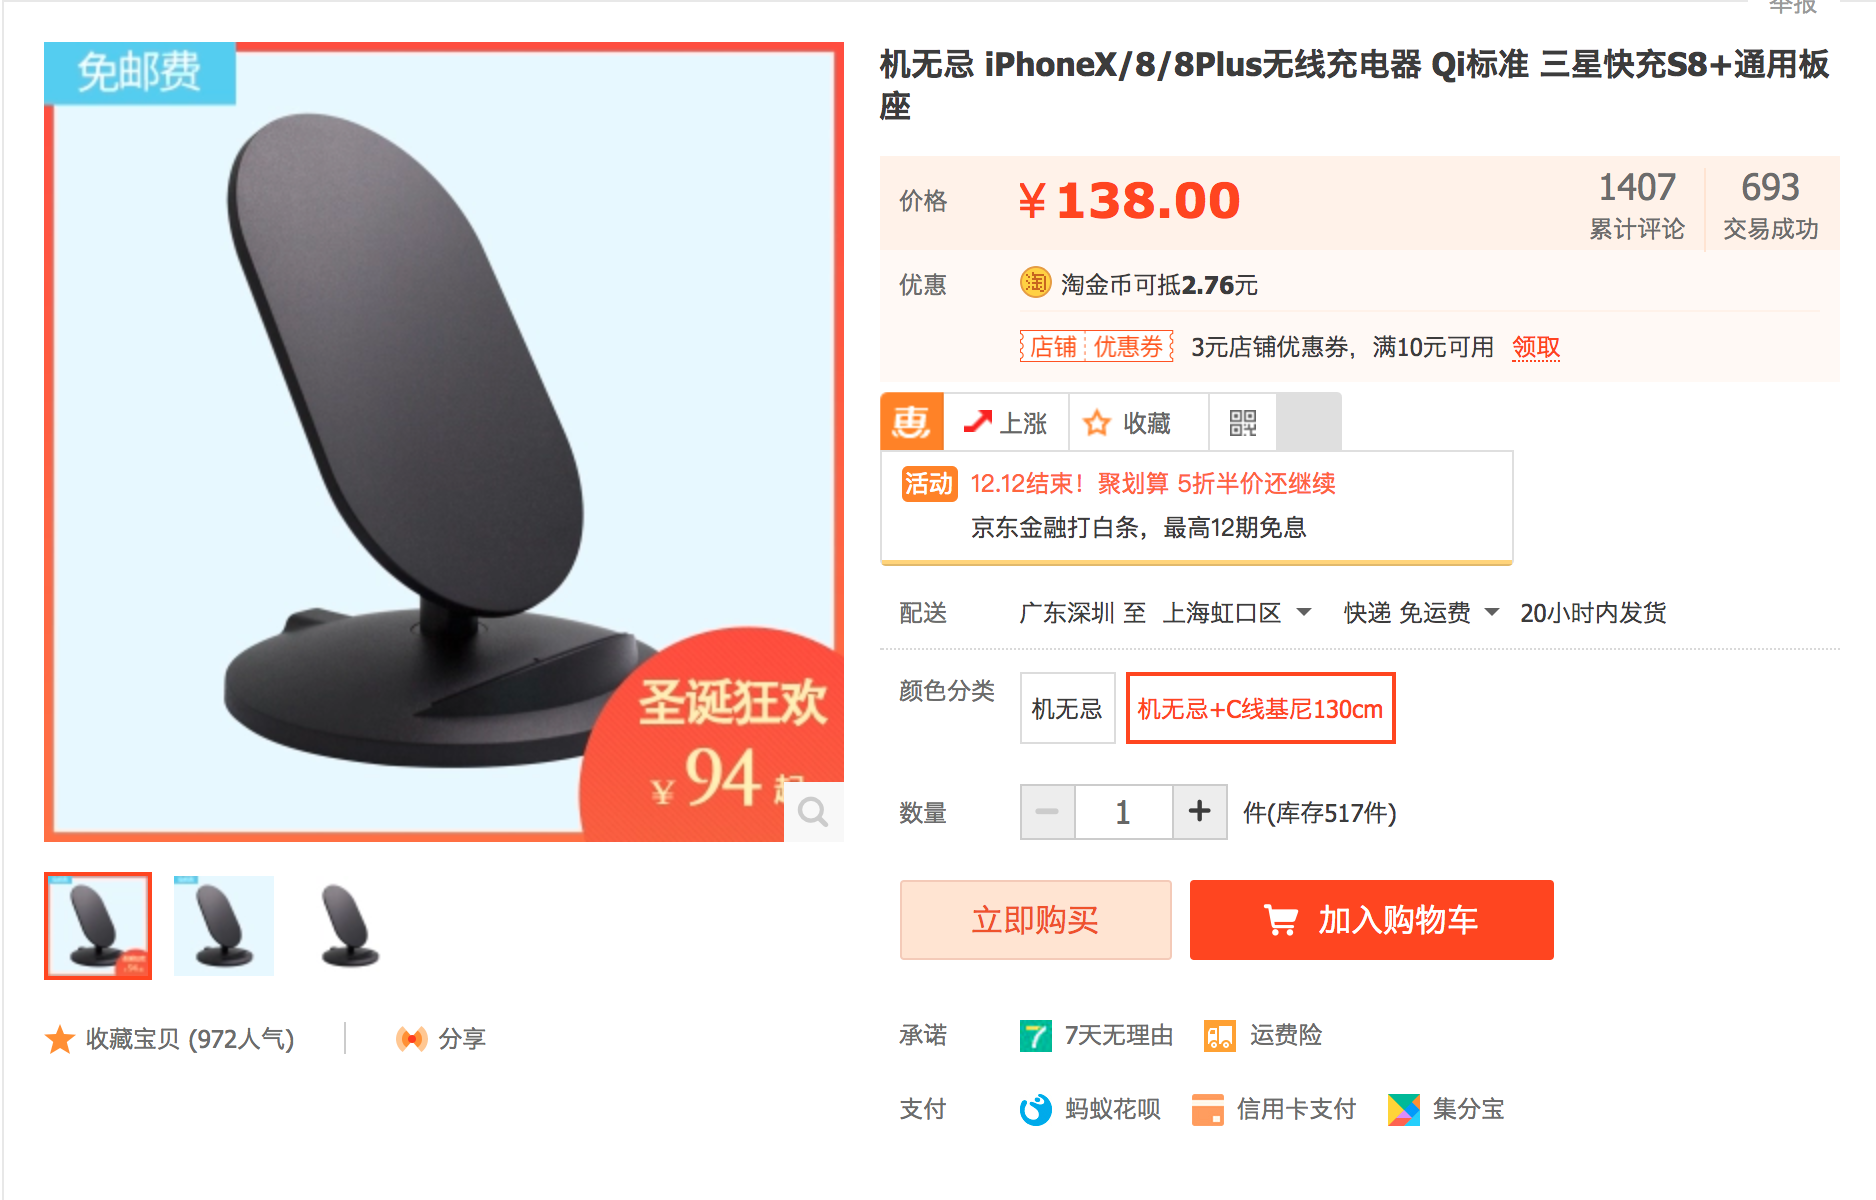 举报
免邮费
圣诞狂欢
¥94起
机无忌 iPhoneX/8/8Plus无线充电器 Qi标准 三星快充S8+通用板
座
价格 ¥138.00
1407
累计评论
693
交易成功
优惠 淘 淘金币可抵2.76元
店铺 优惠券 3元店铺优惠券，满10元可用 领取
惠 上涨 收藏
活动 12.12结束！聚划算 5折半价还继续
京东金融打白条，最高12期免息
配送 广东深圳 至 上海虹口区 快递 免运费 20小时内发货
颜色分类 机无忌 机无忌+C线基尼130cm
数量 1 + 件(库存517件)
立即购买 加入购物车
收藏宝贝 (972人气) 分享
承诺 7 7天无理由 运费险
支付 蚂蚁花呗 信用卡支付 集分宝